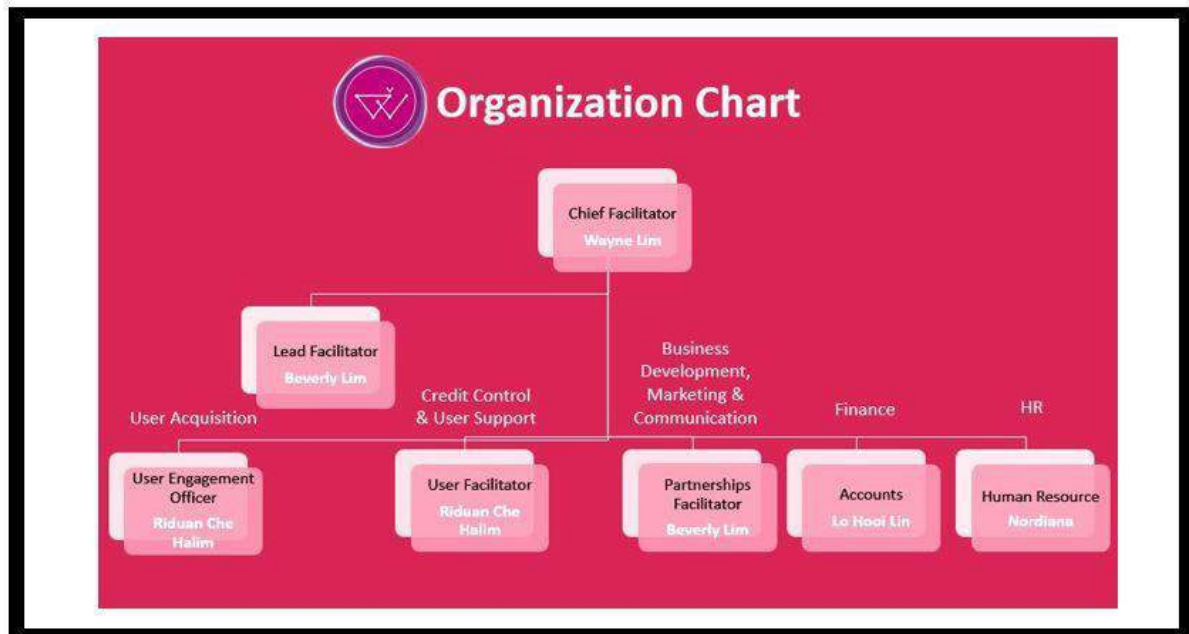 Organization Chart
Chief Facilitator
Wayne Lim
Lead Facilitator
Beverly Lim
User Acquisition
Credit Control
& User Support
Business
Development,
Marketing &
Communication
Finance
HR
User Engagement
Officer
Riduan Che
Halim
User Facilitator
Riduan Che
Halim
Partnerships
Facilitator
Beverly Lim
Accounts
Lo Hooi Lin
Human Resource
Nordiana